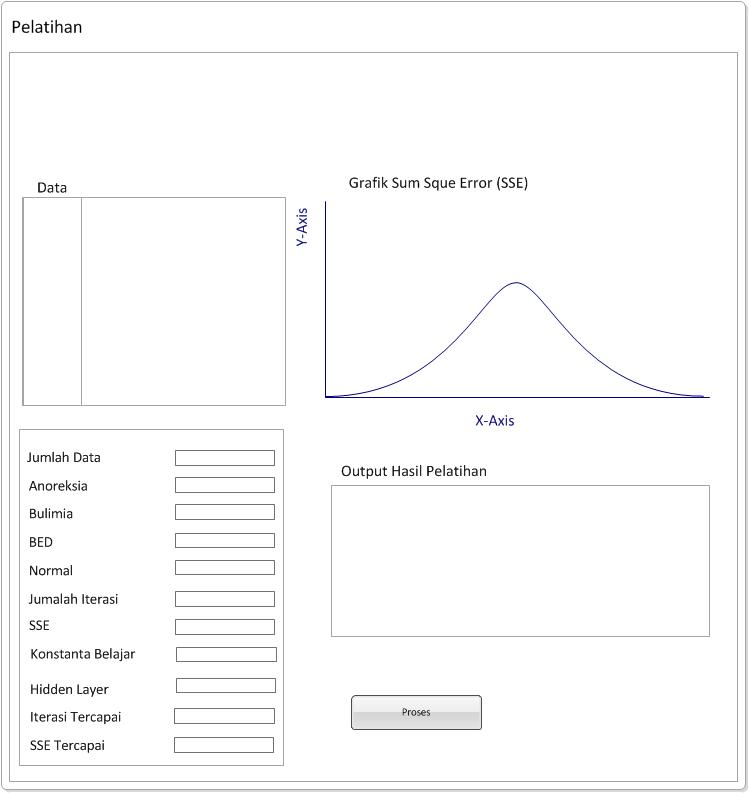 Pelatihan
Data
Grafik Sum Sque Error (SSE)
Y-Axis
X-Axis
Jumlah Data
Anoreksia
Bulimia
BED
Normal
Jumalah Iterasi
SSE
Konstanta Belajar
Hidden Layer
Iterasi Tercapai
SSE Tercapai
Output Hasil Pelatihan
Proses